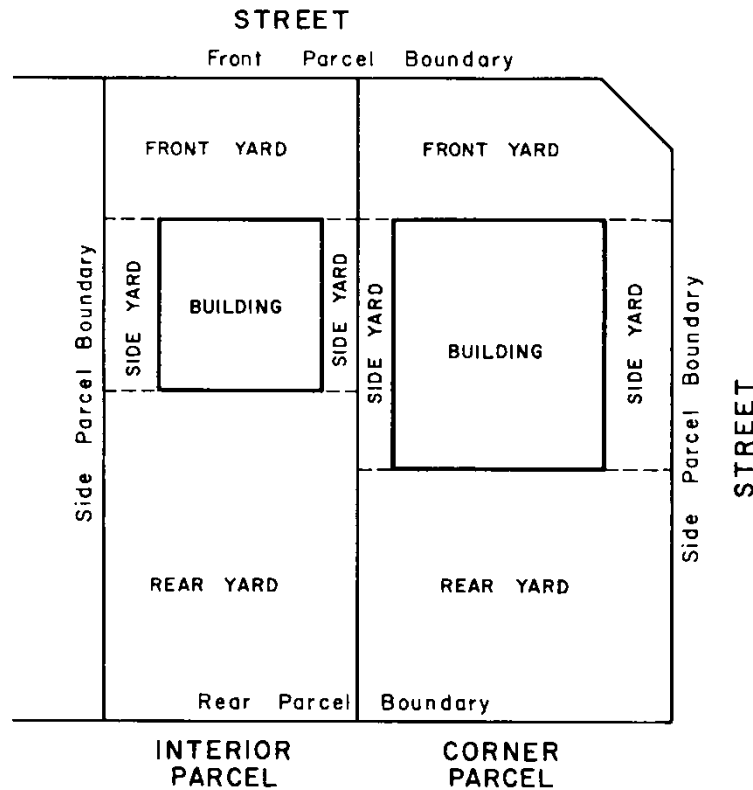 STREET
Front Parcel Boundary
FRONT YARD
FRONT YARD
Side Parcel Boundary
SIDE YARD
BUILDING
SIDE YARD
SIDE YARD
BUILDING
SIDE YARD
Side Parcel Boundary
STREET
REAR YARD
REAR YARD
Rear Parcel Boundary
INTERIOR
PARCEL
CORNER
PARCEL